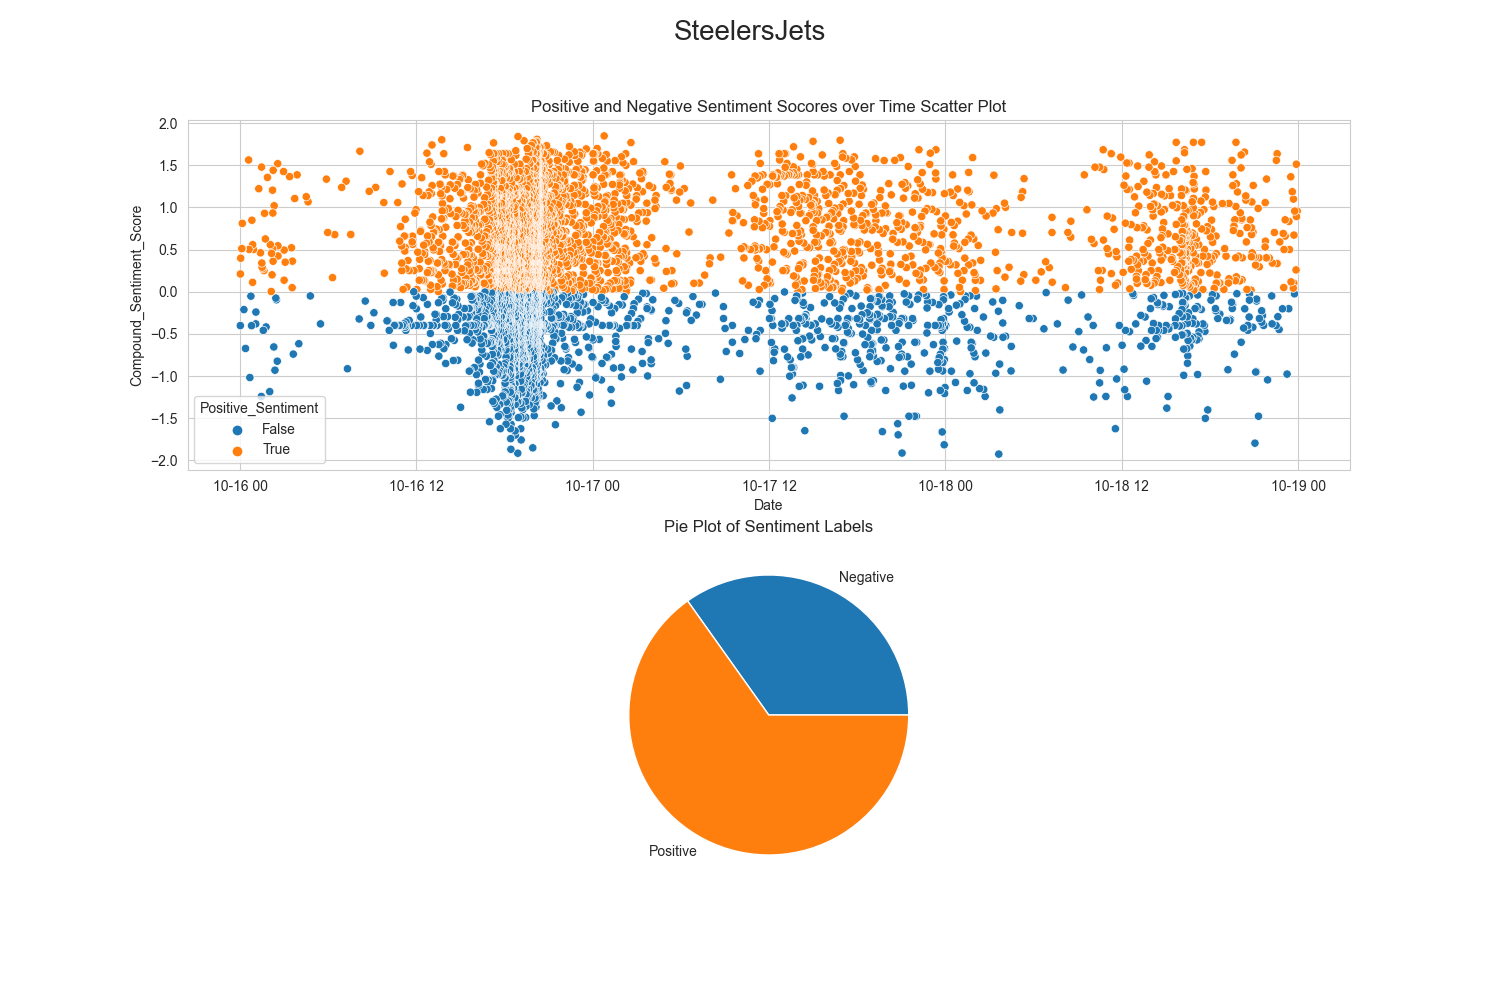 SteelersJets
Positive and Negative Sentiment Socores over Time Scatter Plot
Compound_Sentiment_Score
2.0
1.5
1.0
0.5
0.0
−0.5
−1.0
−1.5
−2.0
Positive_Sentiment
False
True
10-16 00
10-16 12
10-17 00
10-17 12
10-18 00
10-18 12
10-19 00
Date
Pie Plot of Sentiment Labels
Negative
Positive